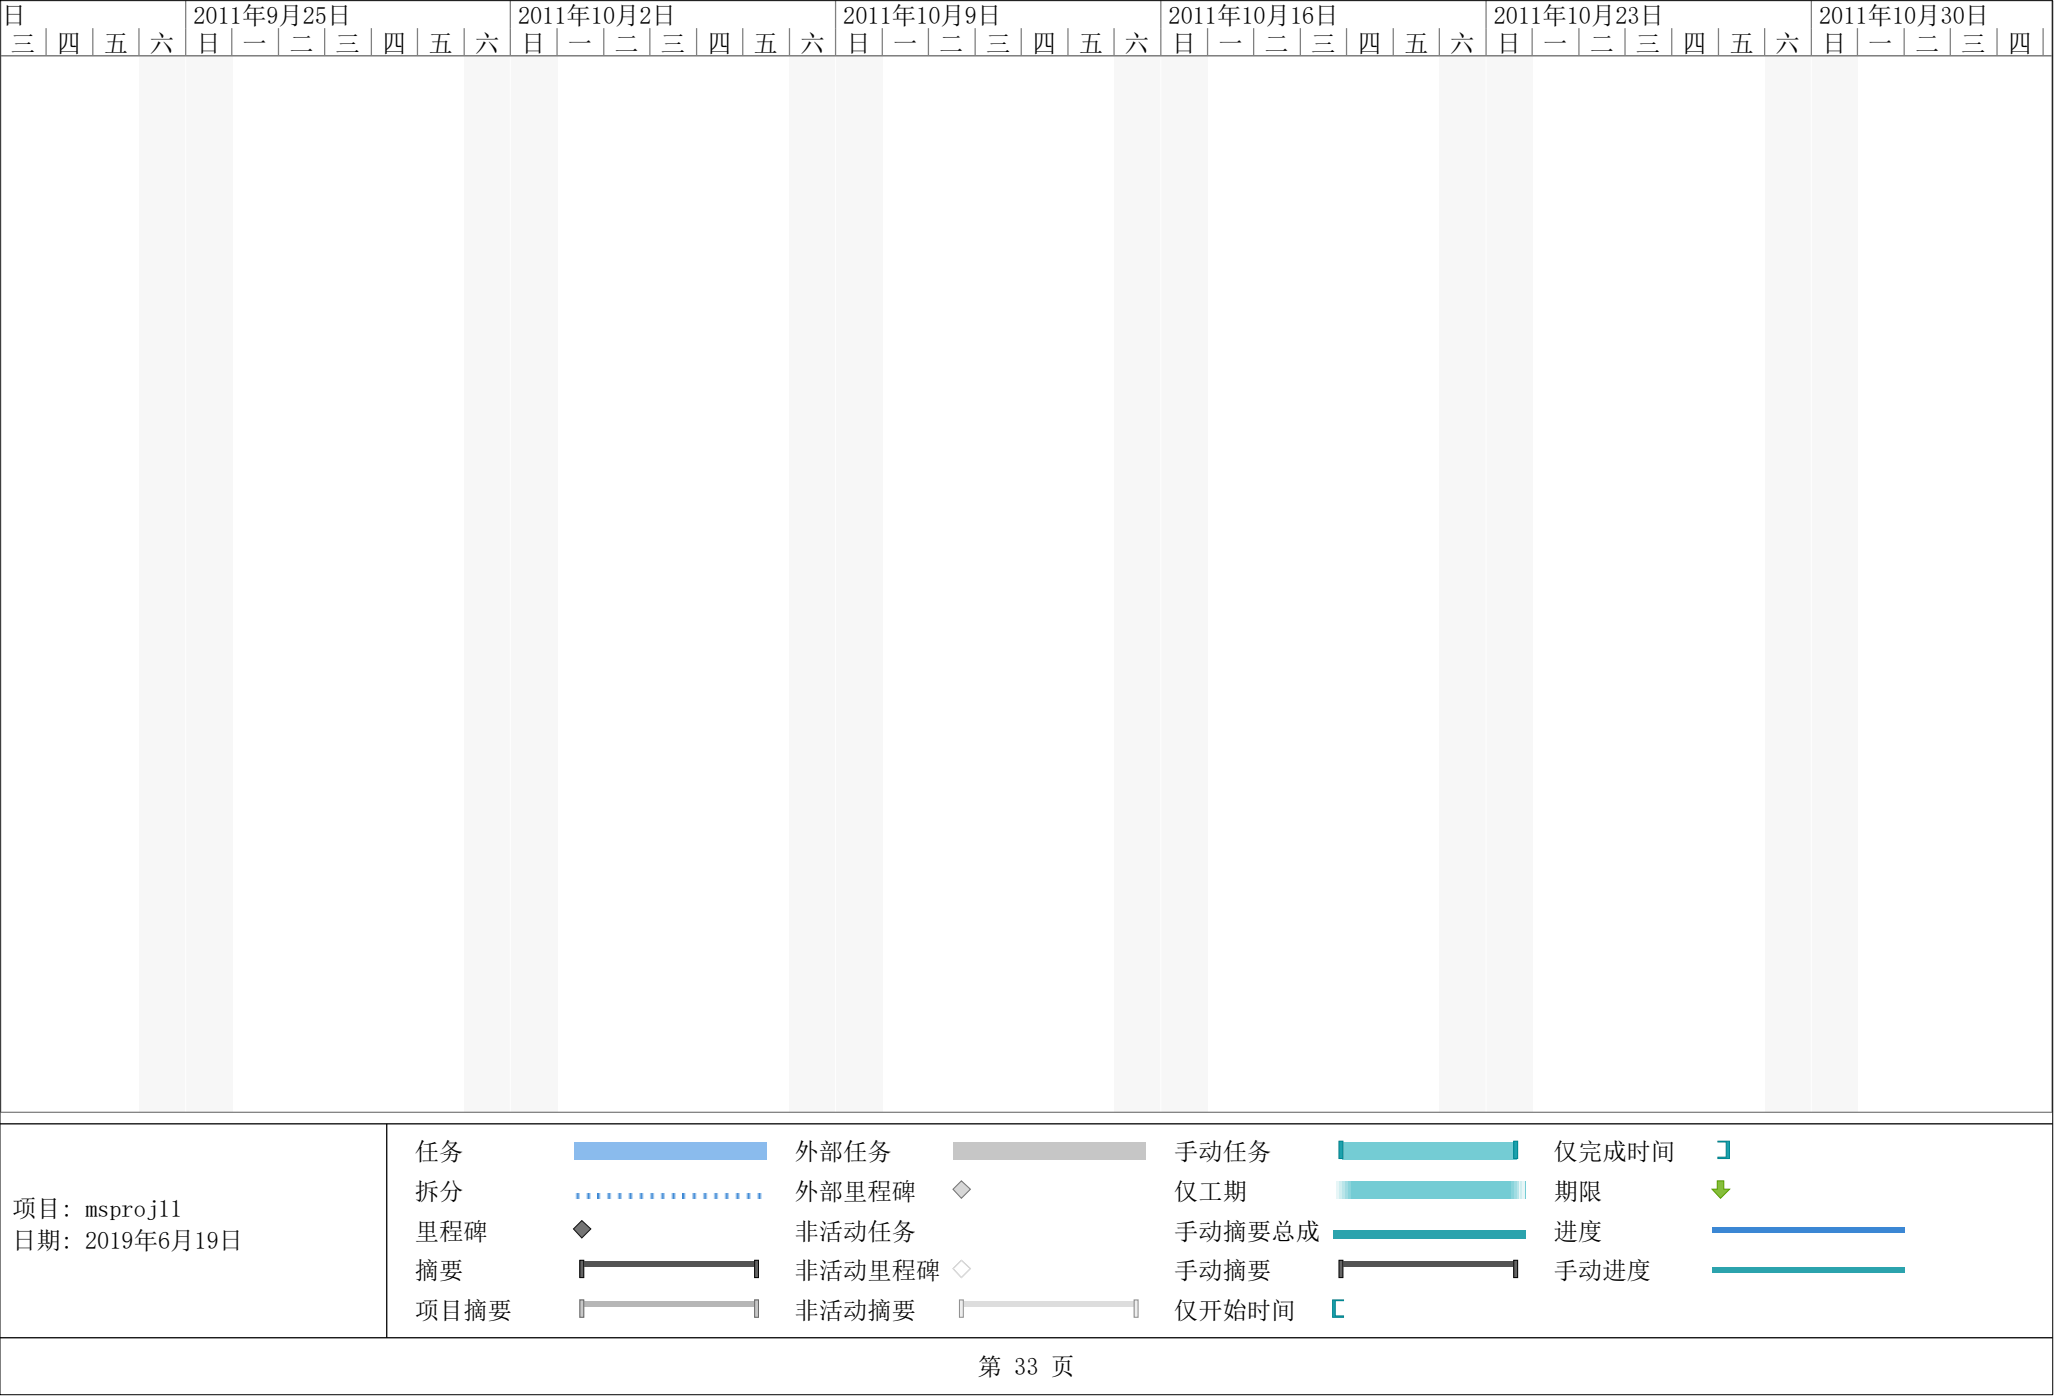 日 2011年9月25日 2011年10月2日 2011年10月9日 2011年10月16日 2011年10月23日 2011年10月30日
三 四 五 六 日 一 二 三 四 五 六 日 一 二 三 四 五 六 日 一 二 三 四 五 六 日 一 二 三 四 五 六 日 一 二 三 四 五 六 日 一 二 三 四
项目: msproj11
日期: 2019年6月19日
任务 外部任务 手动任务 仅完成时间
拆分 外部里程碑 仅工期 期限
里程碑 非活动任务 手动摘要总成 进度
摘要 非活动里程碑 手动摘要 手动进度
项目摘要 非活动摘要 仅开始时间
第 33 页